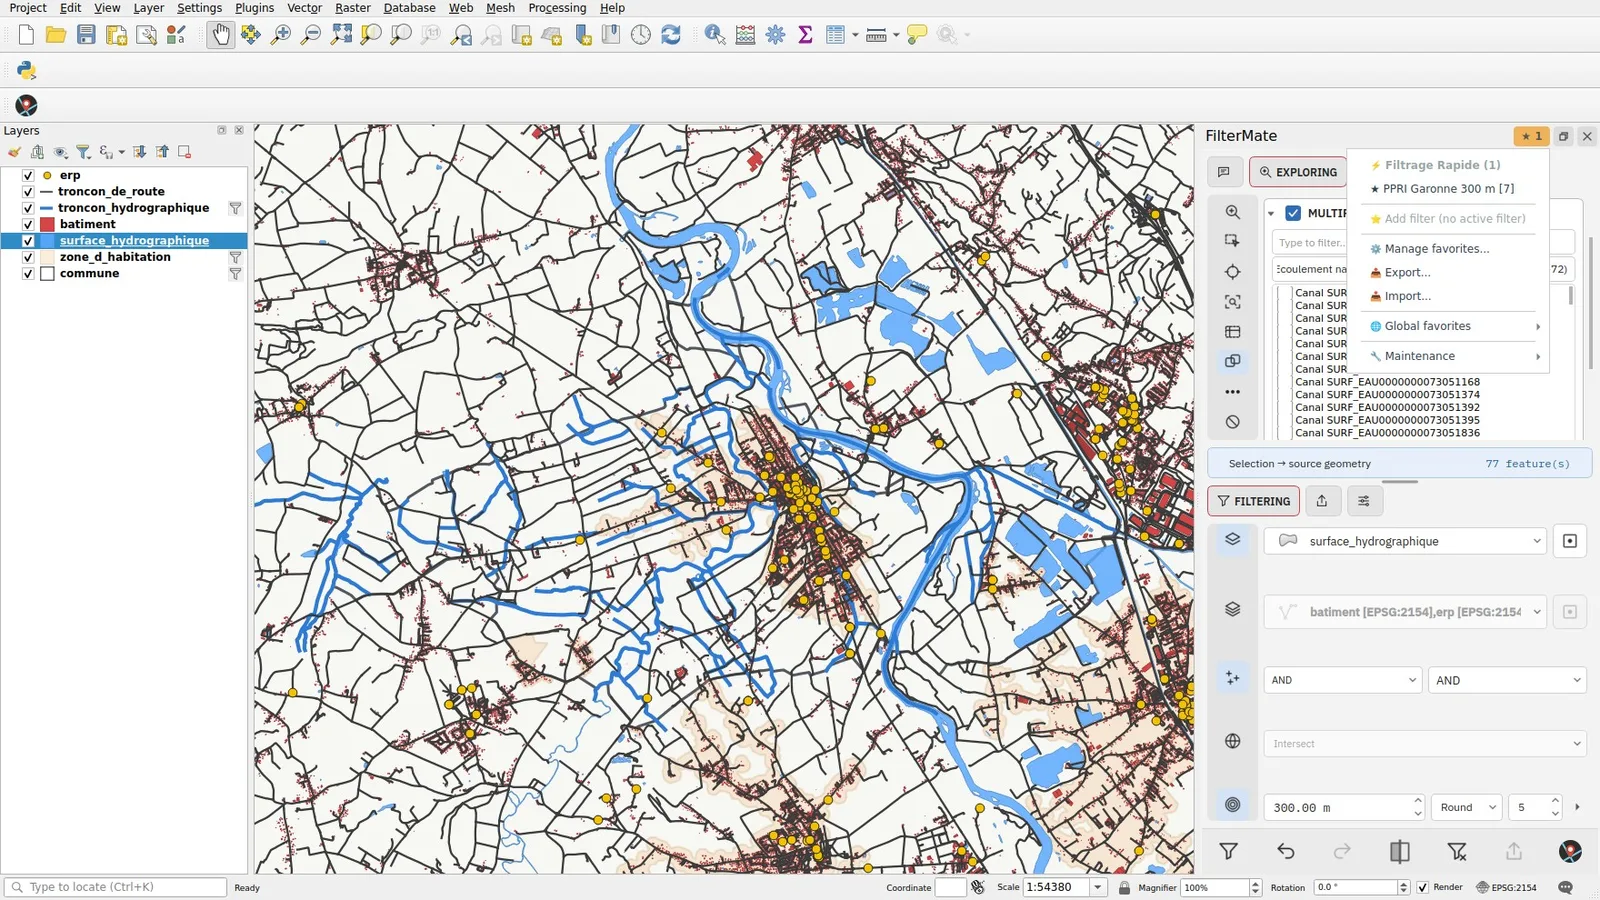 Project Edit View Layer Settings Plugins Vector Raster Database Web Mesh Processing Help
Layers
erp
troncon_de_route
troncon_hydrographique
batiment
surface_hydrographique
zone_d_habitation
commune
FilterMate
★ 1
EXPLORING
⚡ Filtrage Rapide (1)
★ PPRI Garonne 300 m [7]
⭐ Add filter (no active filter)
Manage favorites...
Export...
Import...
Global favorites
Maintenance
Type to filter..
72)
Canal SUR
Canal SUR
Canal SUR
Canal SUR
Canal SUR
Canal SUR
Canal SUR
Canal SURF_EAU0000000073051168
Canal SURF_EAU0000000073051374
Canal SURF_EAU0000000073051392
Canal SURF_EAU0000000073051395
Canal SURF_EAU0000000073051836
Selection → source geometry 77 feature(s)
FILTERING
surface_hydrographique
batiment [EPSG:2154],erp [EPSG:2154
AND AND
Intersect
300.00 m Round 5
Type to locate (Ctrl+K) Ready Coordinate Scale 1:54380 Magnifier 100% Rotation 0.0 ° Render EPSG:2154